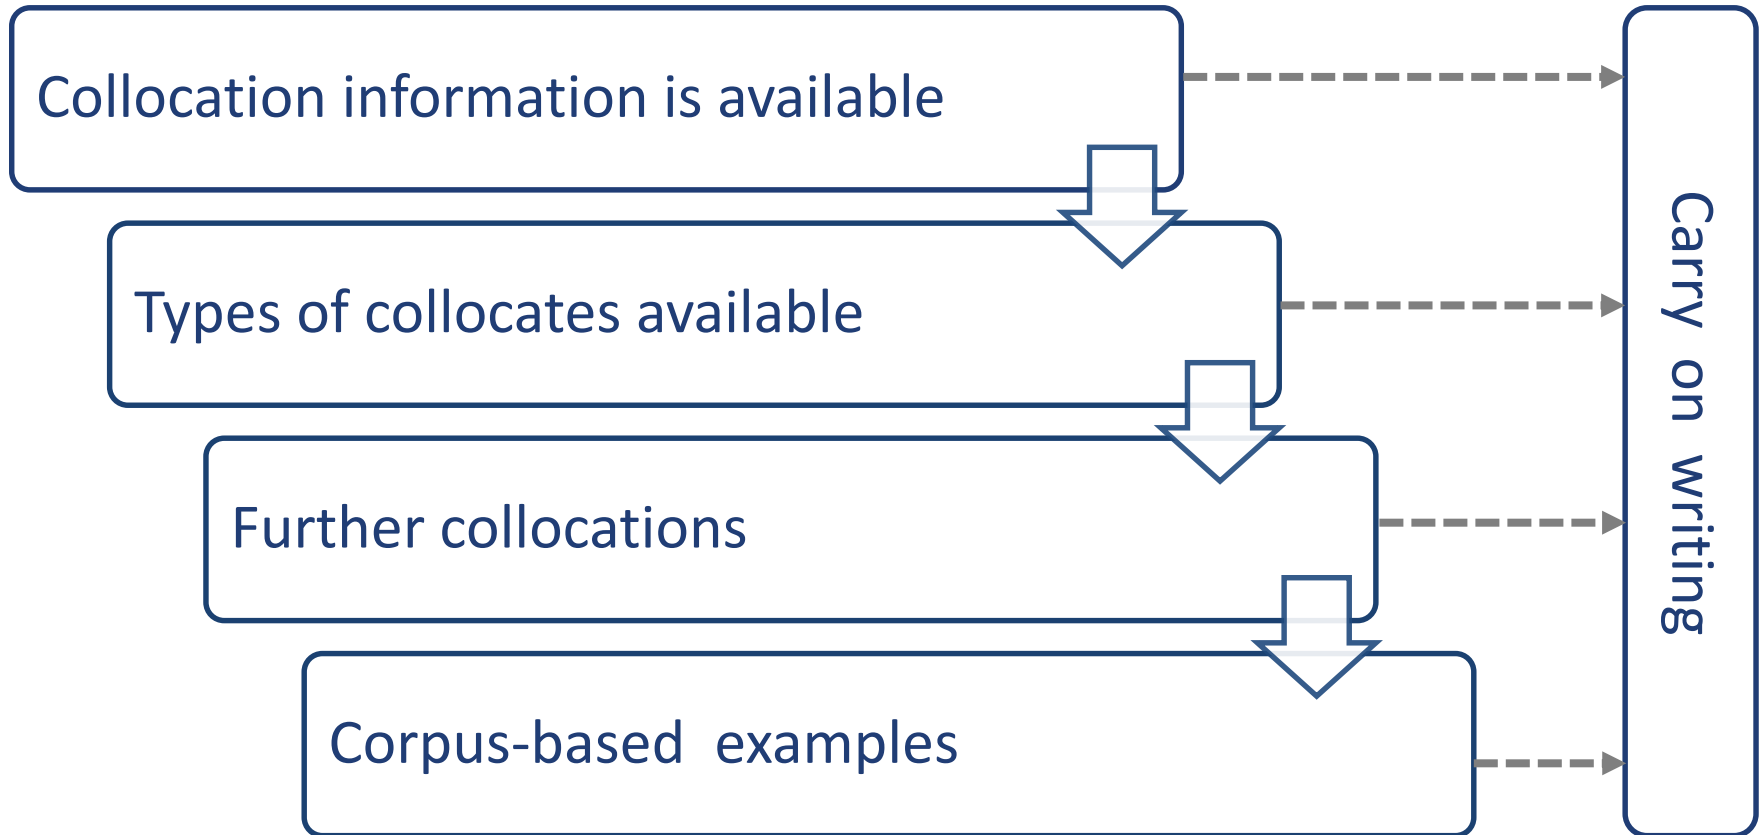 Collocation information is available
Types of collocates available
Further collocations
Corpus-based examples
Carry on writing